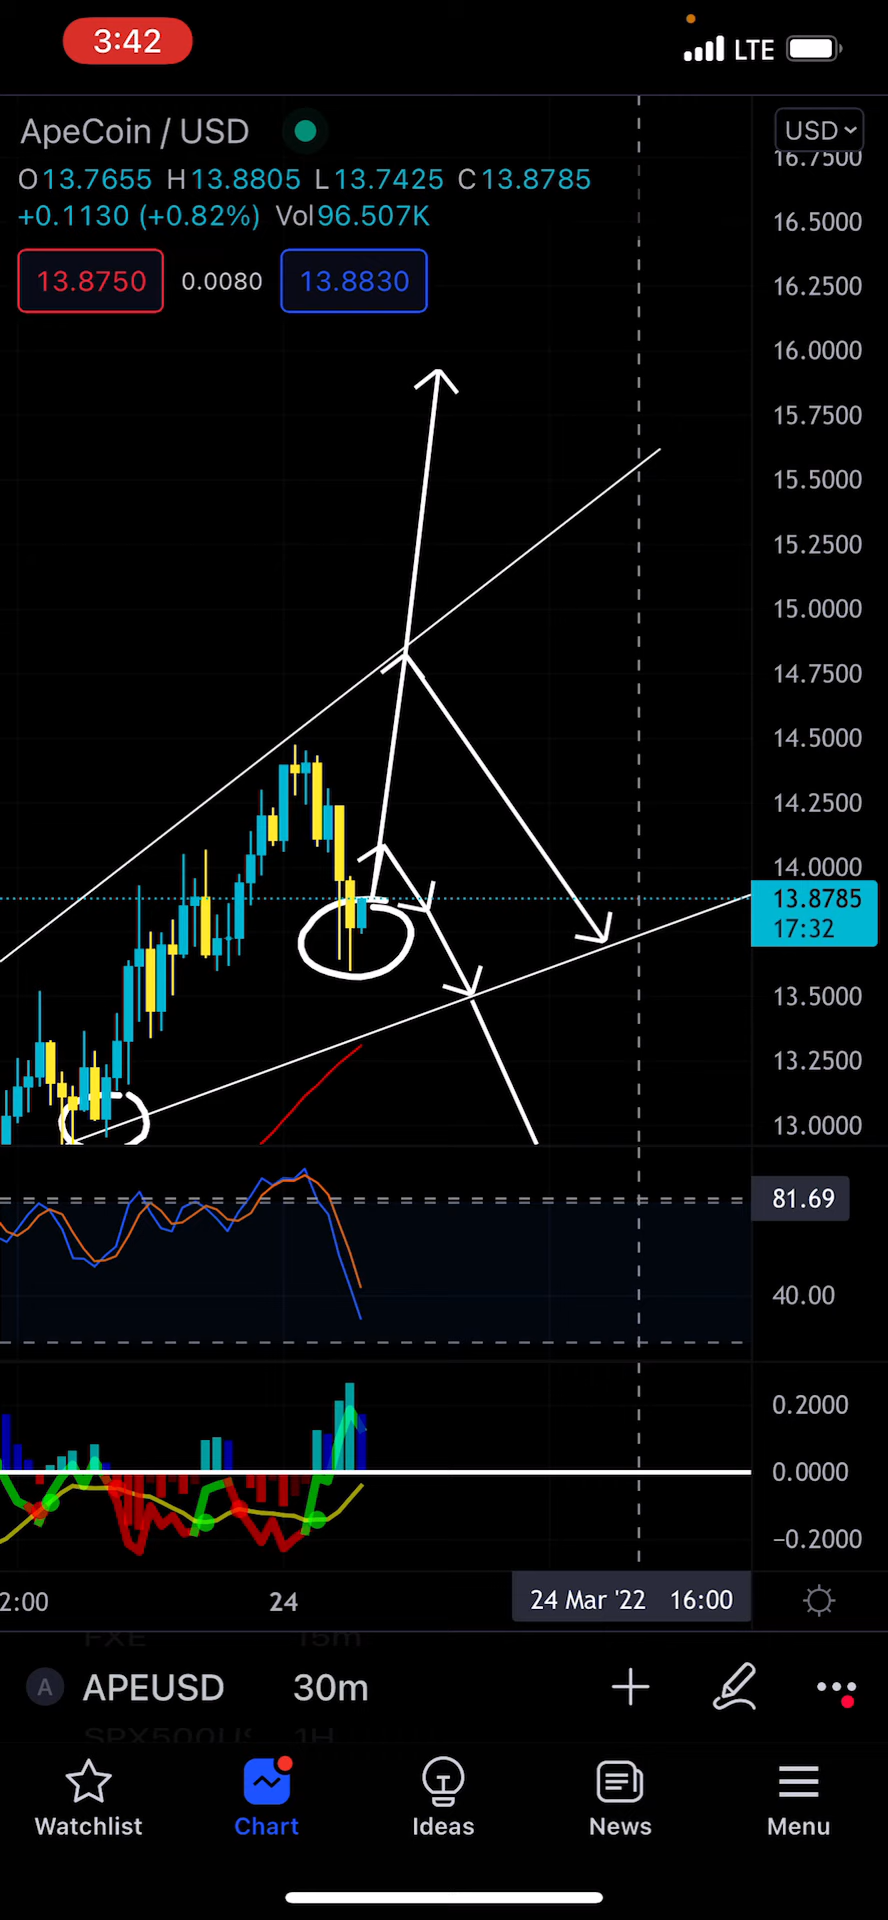 3:42 LTE
ApeCoin / USD USD
16.7500
O13.7655 H13.8805 L13.7425 C13.8785
+0.1130 (+0.82%) Vol96.507K
16.5000
13.8750 0.0080 13.8830
16.2500
16.0000
15.7500
15.5000
15.2500
15.0000
14.7500
14.5000
14.2500
14.0000
13.8785
17:32
13.5000
13.2500
13.0000
81.69
40.00
0.2000
0.0000
−0.2000
2:00 24 24 Mar '22 16:00
FXE 15m
A APEUSD 30m
SPX500US 1H
Watchlist Chart Ideas News Menu